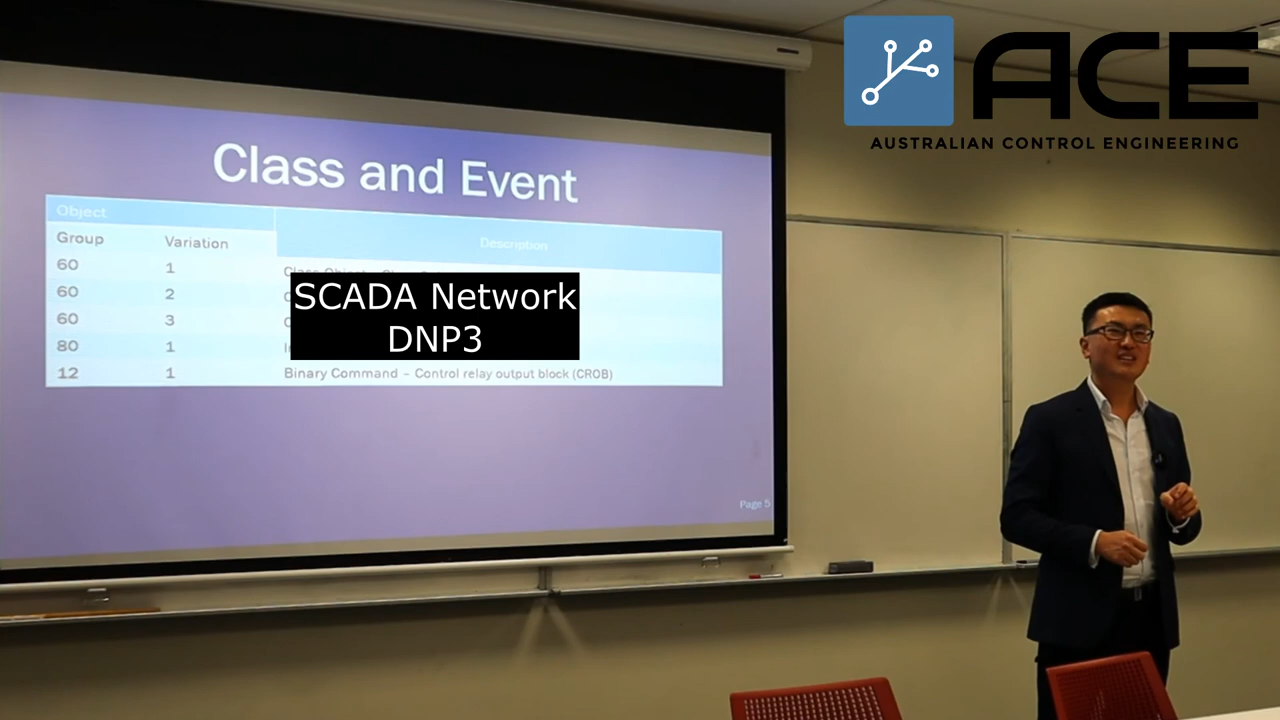 ACE
AUSTRALIAN CONTROL ENGINEERING
Class and Event
Object
Description
Group Variation
60 1
60 2
60 3
80 1
12 1 Binary Command – Control relay output block (CROB)
SCADA Network
DNP3
Page 5